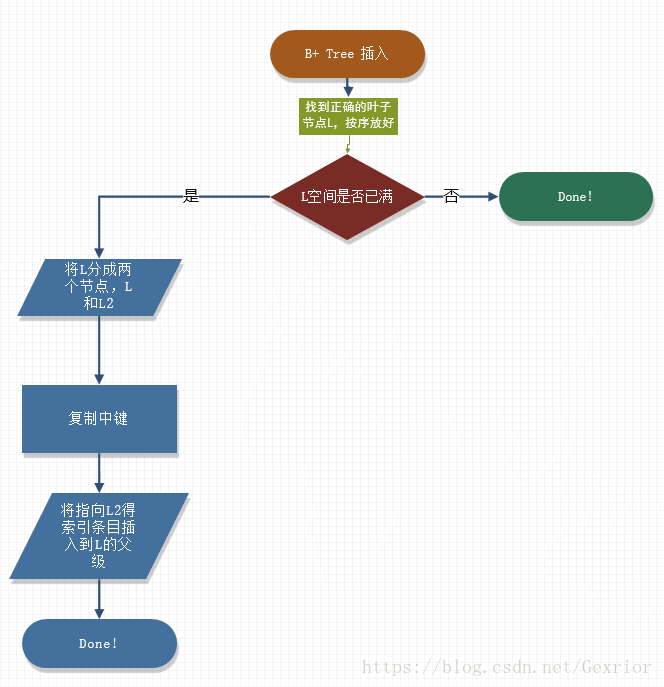 B+ Tree 插入
找到正确的叶子
节点L，按序放好
L空间是否已满
是
否
Done!
将L分成两
个节点，L
和L2
复制中键
将指向L2得
索引条目插
入到L的父
级
Done!
https://blog.csdn.net/Gexrior